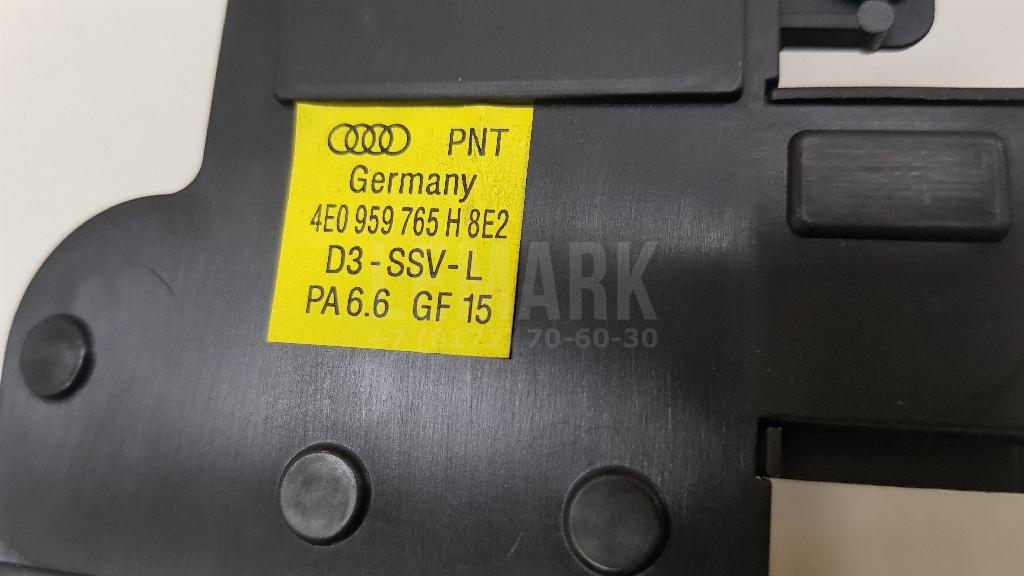 PNT
Germany
4E0 959 765 H 8E2
D3-SSV-L
PA 6.6 GF 15
70-60-30